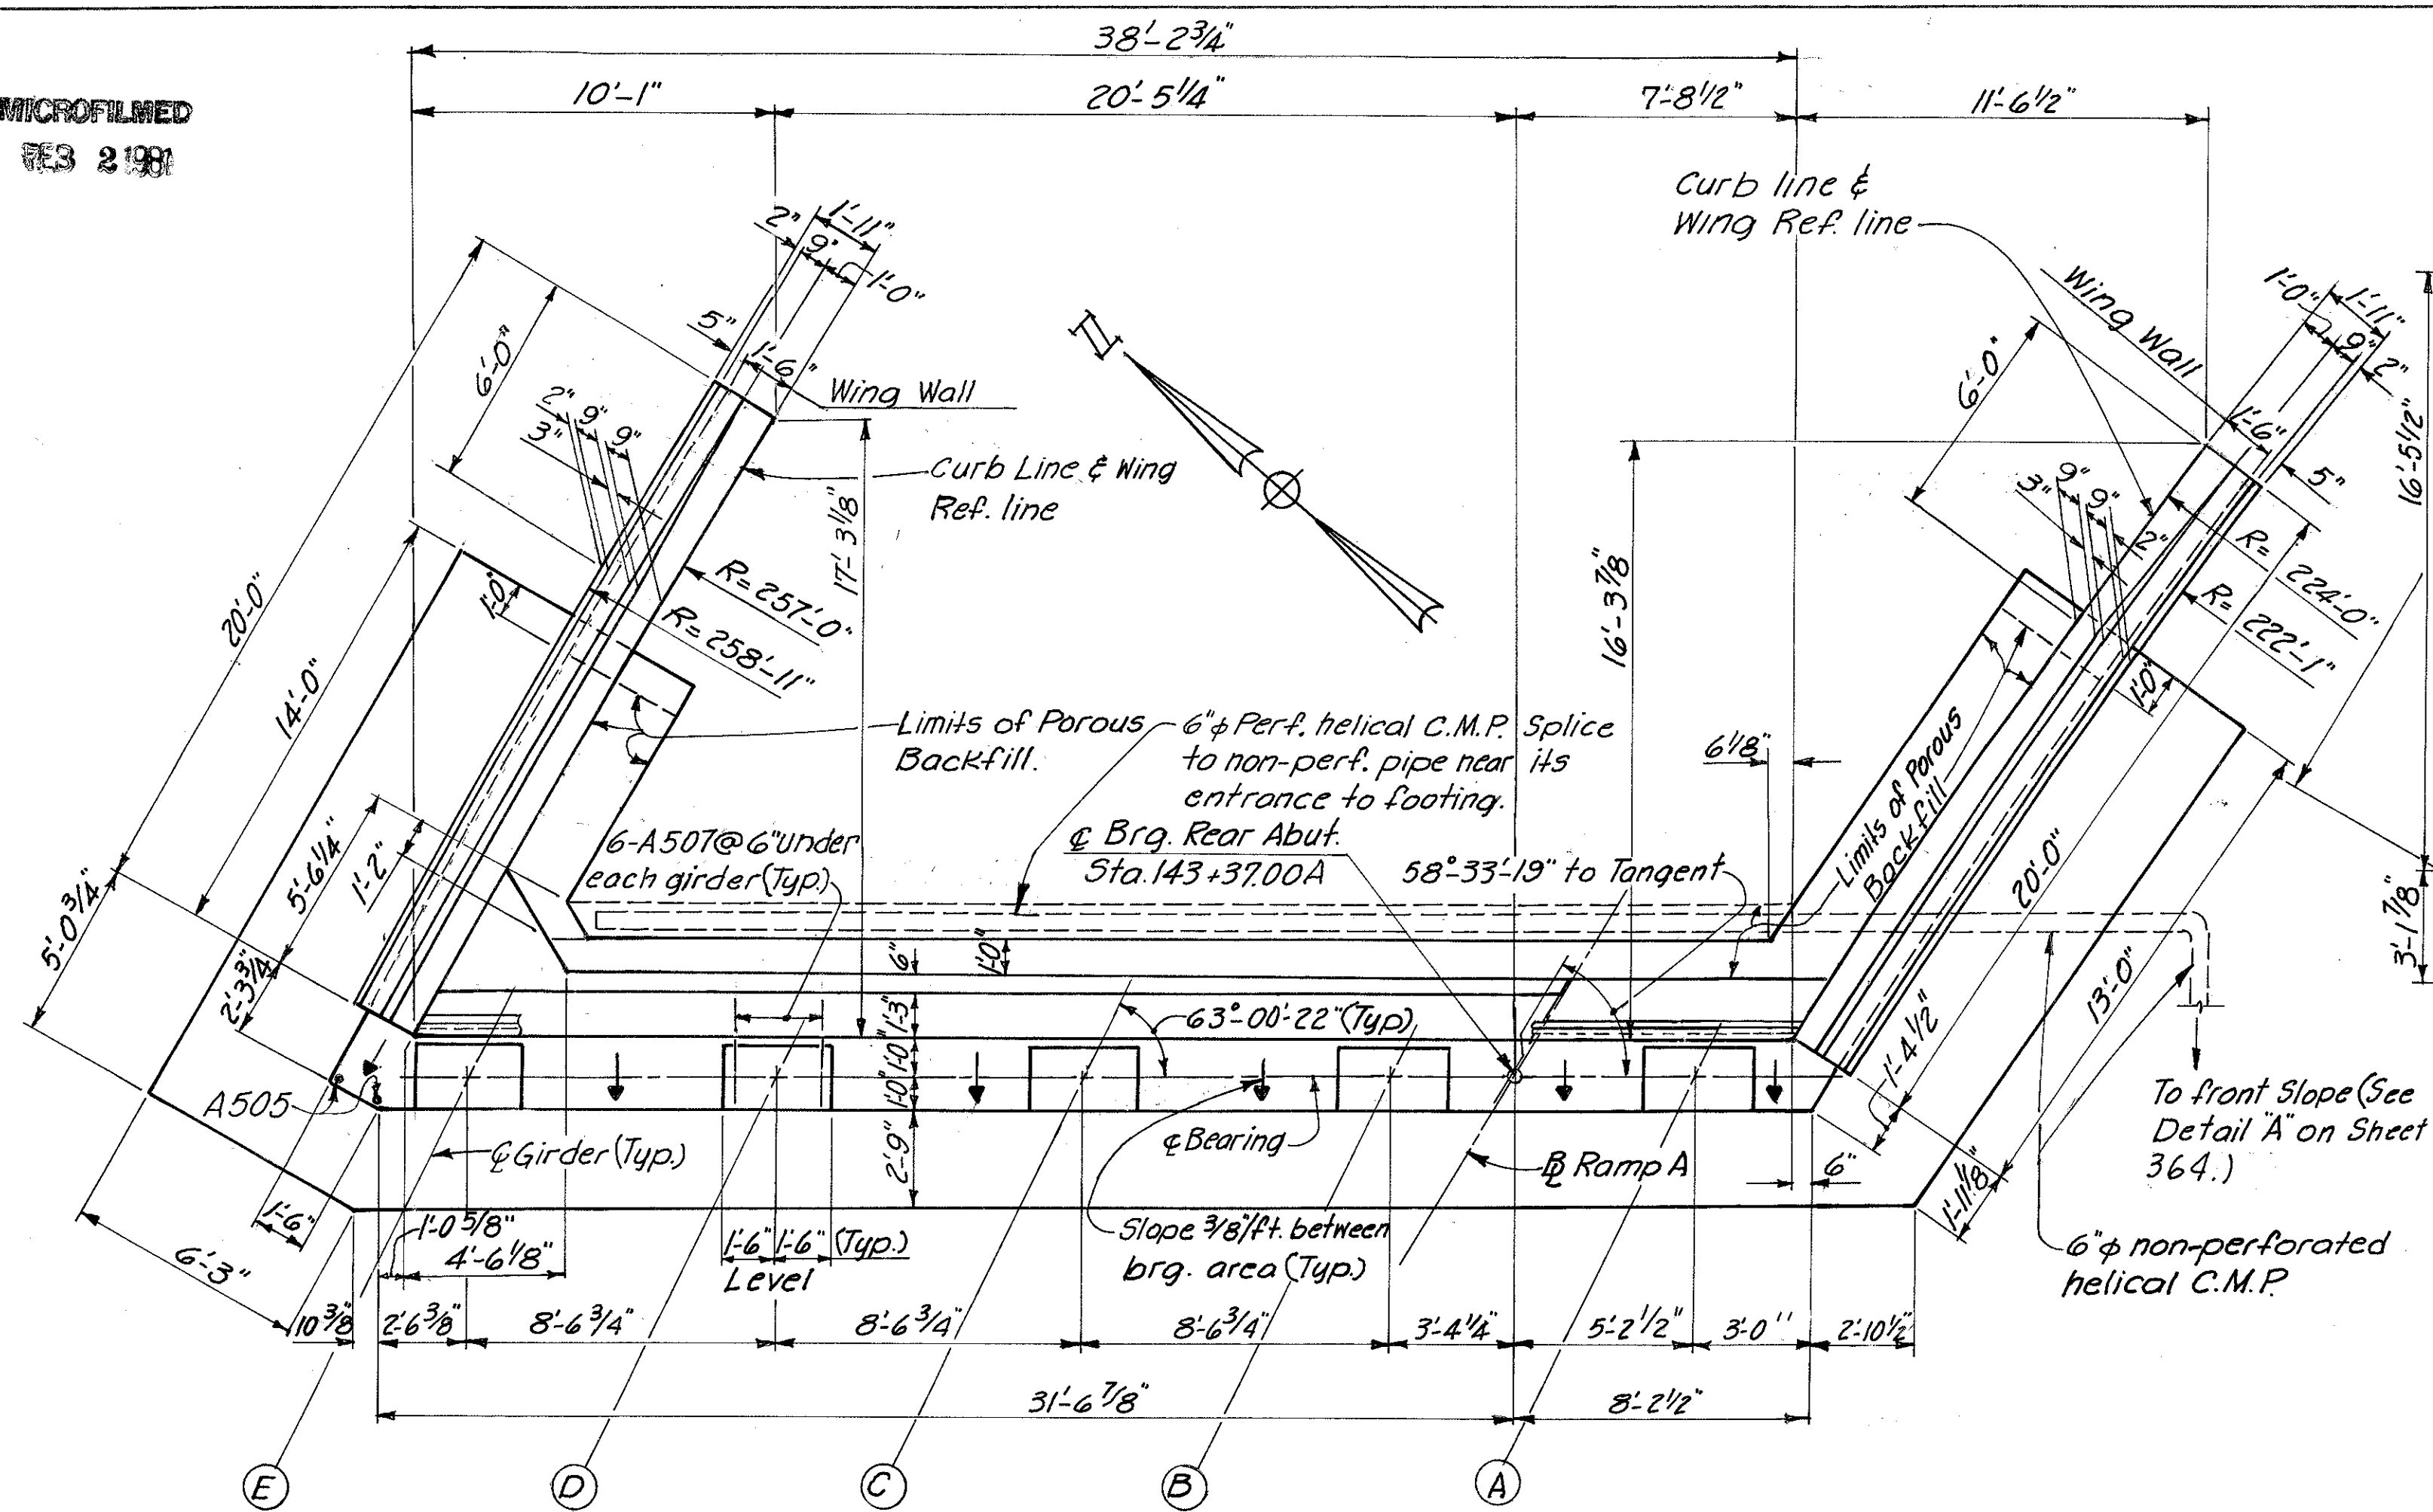 38'-2 3/4"
10'-1"
20'-5 1/4"
7'-8 1/2"
11'-6 1/2"
MICROFILMED
FEB 2 1981
Curb line &
Wing Ref. line
2"
1'-11"
9"
1'-0"
5"
1'-6"
Wing Wall
6'-0"
2"
9"
9"
3"
Curb Line & Wing
Ref. line
N
Wing Wall
1'-0"
1'-11"
9"
2"
1'-6"
5"
6'-0"
9"
9"
3"
2"
16'-5 1/2"
R=
224'-0"
R=
222'-1"
17'-3 1/8"
16'-3 7/8"
R=257'-0"
R=258'-11"
20'-0"
14'-0"
1'-0"
1'-0"
Limits of Porous
Backfill.
6"φ Perf. helical C.M.P. Splice
to non-perf. pipe near its
entrance to footing.
6 1/8"
Limits of Porous
Backfill
5'-6 1/4"
1'-2"
6-A507@6"under
each girder(Typ.)
℄ Brg. Rear Abut.
Sta.143+37.00A
58°-33'-19" to Tangent
20'-0"
13'-0"
3'-1 7/8"
5'-0 3/4"
2'-3 3/4"
6"
1'-0"
1'-3"
1'-0"
1'-0"
2'-9"
63°-00'-22"(Typ.)
1'-4 1/2"
A505
℄ Girder (Typ.)
℄ Bearing
℄ Ramp A
6"
1'-11 1/8"
To front Slope (See
Detail "A" on Sheet
364.)
6"φ non-perforated
helical C.M.P.
1'-6"
6'-3"
1'-0 5/8"
4'-6 1/8"
1'-6" 1'-6" (Typ.)
Level
Slope 3/8"/ft. between
brg. area (Typ.)
10 3/8"
2'-6 3/8"
8'-6 3/4"
8'-6 3/4"
8'-6 3/4"
3'-4 1/4"
5'-2 1/2"
3'-0"
2'-10 1/2"
31'-6 7/8"
8'-2 1/2"
E
D
C
B
A